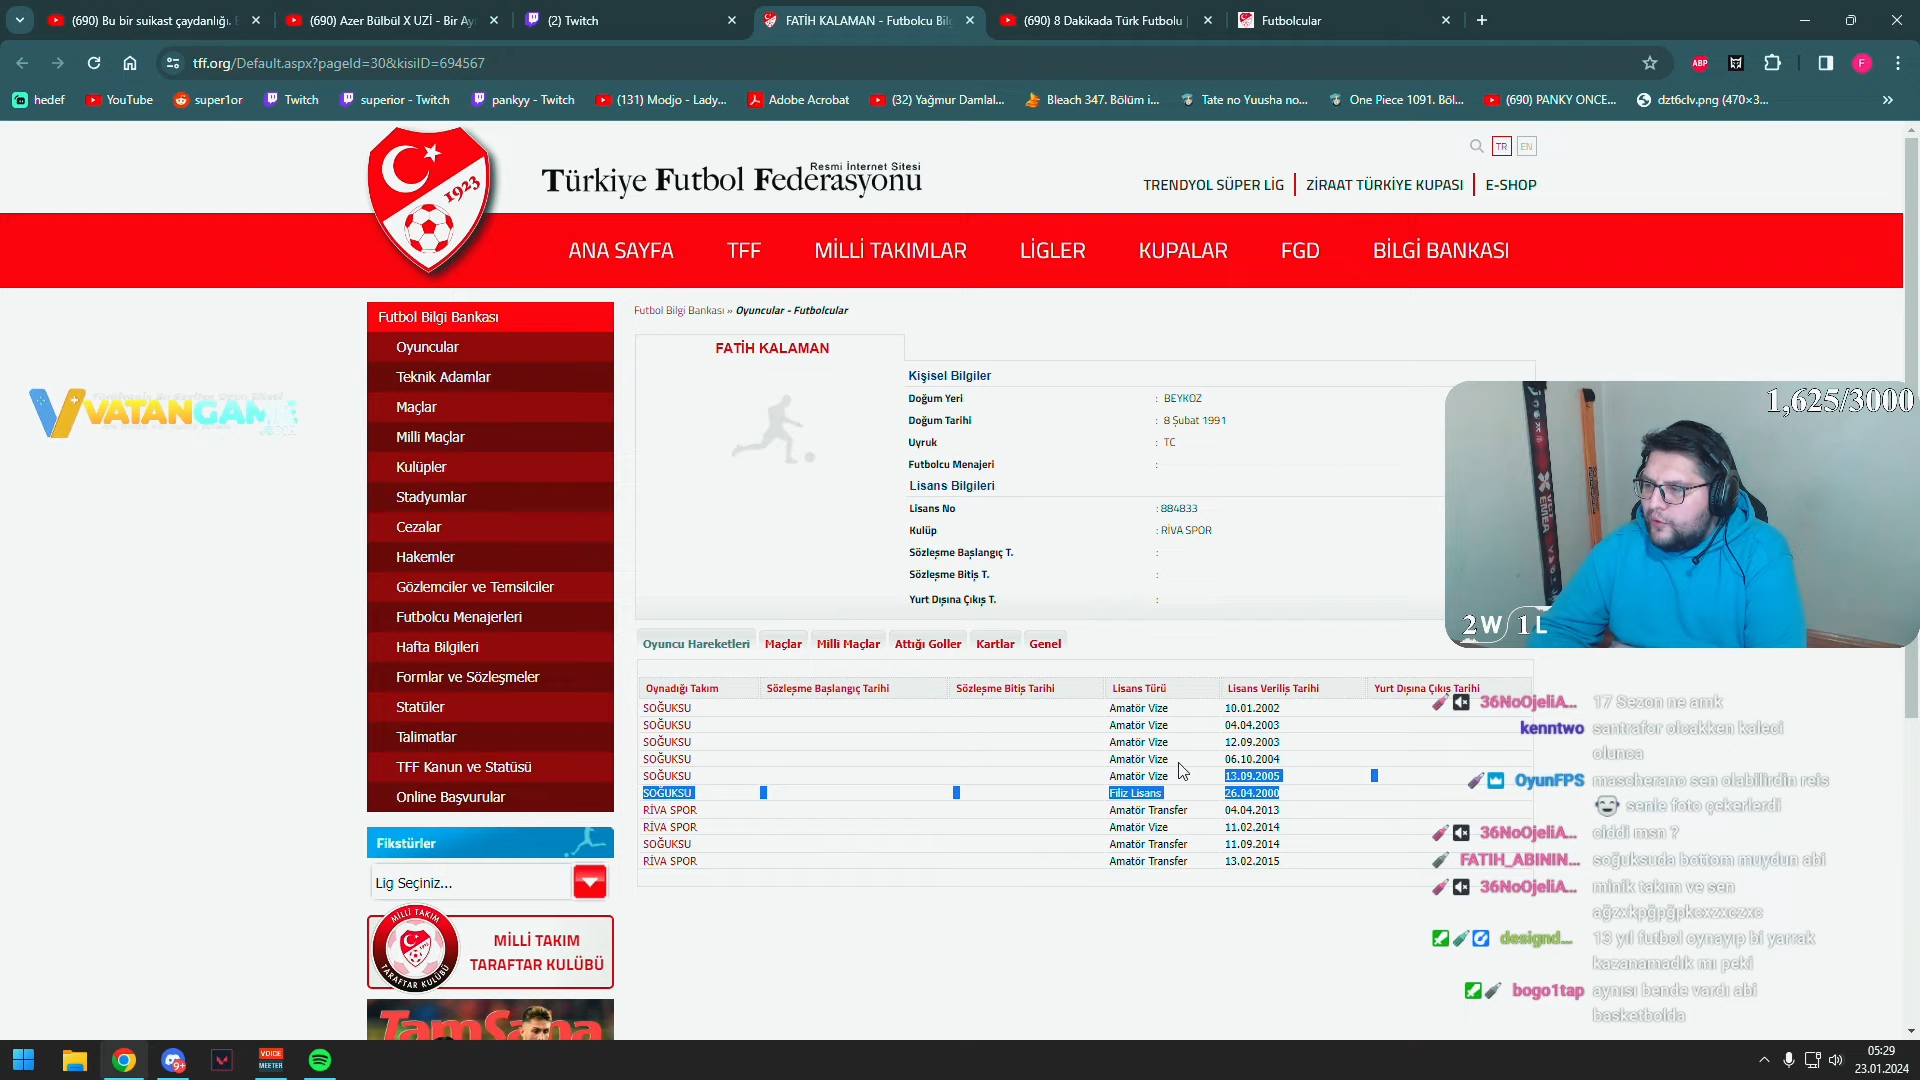 (690) Bu bir suikast çaydanlığı.
(690) Azer Bülbül X UZİ - Bir Ay
(2) Twitch
FATİH KALAMAN - Futbolcu Bilg
(690) 8 Dakikada Türk Futbolu
Futbolcular
tff.org/Default.aspx?pageId=30&kisiID=694567
ABP
F
hedef
YouTube
super1or
Twitch
superior - Twitch
pankyy - Twitch
(131) Modjo - Lady...
Adobe Acrobat
(32) Yağmur Damlal...
Bleach 347. Bölüm i...
Tate no Yuusha no...
One Piece 1091. Böl...
(690) PANKY ONCE...
dzt6clv.png (470×3...
»
1923
Resmi İnternet Sitesi
Türkiye Futbol Federasyonu
TR
EN
TRENDYOL SÜPER LİG
ZİRAAT TÜRKİYE KUPASI
E-SHOP
ANA SAYFA
TFF
MİLLİ TAKIMLAR
LİGLER
KUPALAR
FGD
BİLGİ BANKASI
Futbol Bilgi Bankası
Oyuncular
Teknik Adamlar
Maçlar
Milli Maçlar
Kulüpler
Stadyumlar
Cezalar
Hakemler
Gözlemciler ve Temsilciler
Futbolcu Menajerleri
Hafta Bilgileri
Formlar ve Sözleşmeler
Statüler
Talimatlar
TFF Kanun ve Statüsü
Online Başvurular
Fikstürler
Lig Seçiniz...
MİLLİ TAKIM
TARAFTAR KULÜBÜ
MİLLİ TAKIM
TARAFTAR KULÜBÜ
TamSaha
VATANGAM
Futbol Bilgi Bankası » Oyuncular - Futbolcular
FATİH KALAMAN
Kişisel Bilgiler
Doğum Yeri : BEYKOZ
Doğum Tarihi : 8 Şubat 1991
Uyruk : TC
Futbolcu Menajeri :
Lisans Bilgileri
Lisans No : 884833
Kulüp : RİVA SPOR
Sözleşme Başlangıç T. :
Sözleşme Bitiş T. :
Yurt Dışına Çıkış T. :
Oyuncu Hareketleri
Maçlar
Milli Maçlar
Attığı Goller
Kartlar
Genel
Oynadığı Takım Sözleşme Başlangıç Tarihi Sözleşme Bitiş Tarihi Lisans Türü Lisans Veriliş Tarihi Yurt Dışına Çıkış Tarihi
SOĞUKSU Amatör Vize 10.01.2002
SOĞUKSU Amatör Vize 04.04.2003
SOĞUKSU Amatör Vize 12.09.2003
SOĞUKSU Amatör Vize 06.10.2004
SOĞUKSU Amatör Vize 13.09.2005
SOĞUKSU Filiz Lisans 26.04.2000
RİVA SPOR Amatör Transfer 04.04.2013
RİVA SPOR Amatör Vize 11.02.2014
SOĞUKSU Amatör Transfer 11.09.2014
RİVA SPOR Amatör Transfer 13.02.2015
1,625/3000
2W 1L
36NoOjeliA... 17 Sezon ne amk
kenntwo santrafor olcakken kaleci
olunca
OyunFPS mascherano sen olabillirdin reis
senle foto çekerlerdi
36NoOjeliA... ciddi msn ?
FATIH_ABININ... soğuksuda bottom muydun abi
36NoOjeliA... minik takım ve sen
ağzxkpğpğpkcxzxczxc
designd... 13 yıl futbol oynayıp bi yarrak
kazanamadık mı peki
bogo1tap aynısı bende vardı abi
basketbolda
9+
VOICE
MEETER
05:29
23.01.2024